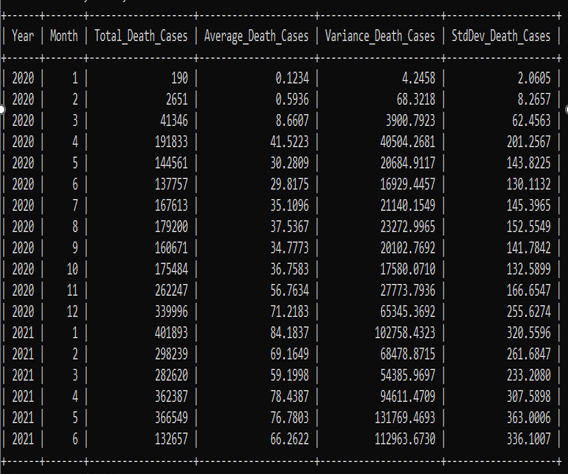 | Year | Month | Total_Death_Cases | Average_Death_Cases | Variance_Death_Cases | StdDev_Death_Cases |
| 2020 | 1 | 190 | 0.1234 | 4.2458 | 2.0605 |
| 2020 | 2 | 2651 | 0.5936 | 68.3218 | 8.2657 |
| 2020 | 3 | 41346 | 8.6607 | 3900.7923 | 62.4563 |
| 2020 | 4 | 191833 | 41.5223 | 40504.2681 | 201.2567 |
| 2020 | 5 | 144561 | 30.2809 | 20684.9117 | 143.8225 |
| 2020 | 6 | 137757 | 29.8175 | 16929.4457 | 130.1132 |
| 2020 | 7 | 167613 | 35.1096 | 21140.1549 | 145.3965 |
| 2020 | 8 | 179200 | 37.5367 | 23272.9965 | 152.5549 |
| 2020 | 9 | 160671 | 34.7773 | 20102.7692 | 141.7842 |
| 2020 | 10 | 175484 | 36.7583 | 17580.0710 | 132.5899 |
| 2020 | 11 | 262247 | 56.7634 | 27773.7936 | 166.6547 |
| 2020 | 12 | 339996 | 71.2183 | 65345.3692 | 255.6274 |
| 2021 | 1 | 401893 | 84.1837 | 102758.4323 | 320.5596 |
| 2021 | 2 | 298239 | 69.1649 | 68478.8715 | 261.6847 |
| 2021 | 3 | 282620 | 59.1998 | 54385.9697 | 233.2080 |
| 2021 | 4 | 362387 | 78.4387 | 94611.4709 | 307.5898 |
| 2021 | 5 | 366549 | 76.7803 | 131769.4693 | 363.0006 |
| 2021 | 6 | 132657 | 66.2622 | 112963.6730 | 336.1007 |